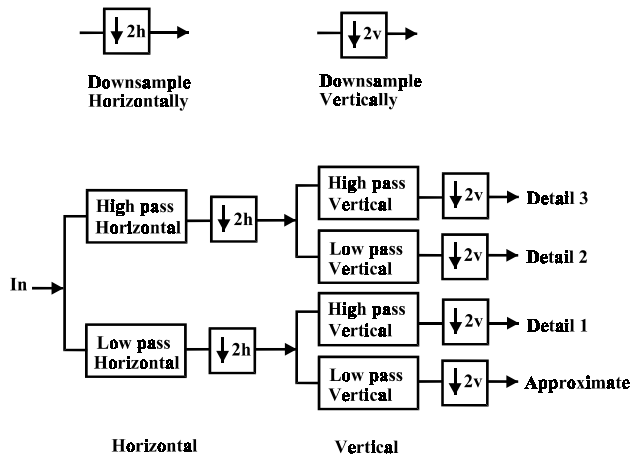 ↓ 2h
↓ 2v
Downsample
Horizontally
Downsample
Vertically
High pass
Horizontal
↓ 2h
High pass
Vertical
↓ 2v
Detail 3
Low pass
Vertical
↓ 2v
Detail 2
In
Low pass
Horizontal
↓ 2h
High pass
Vertical
↓ 2v
Detail 1
Low pass
Vertical
↓ 2v
Approximate
Horizontal
Vertical